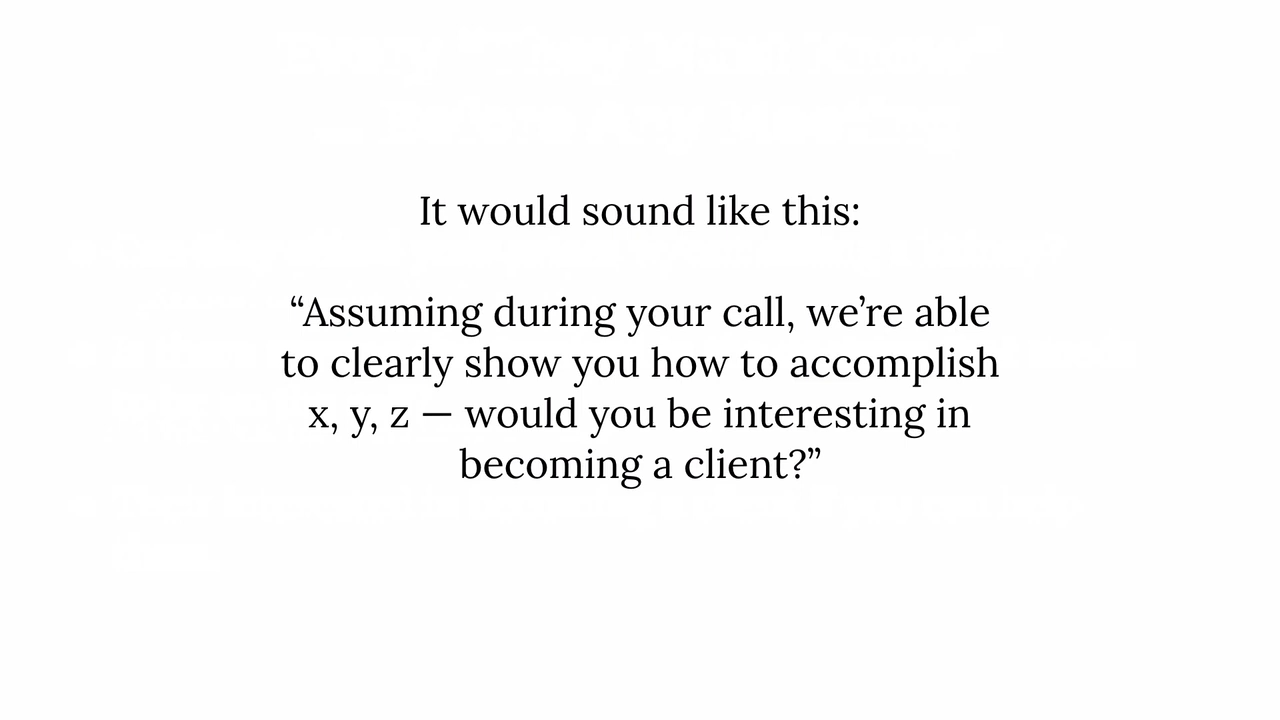 It would sound like this:
“Assuming during your call, we’re able
to clearly show you how to accomplish
x, y, z — would you be interesting in
becoming a client?”